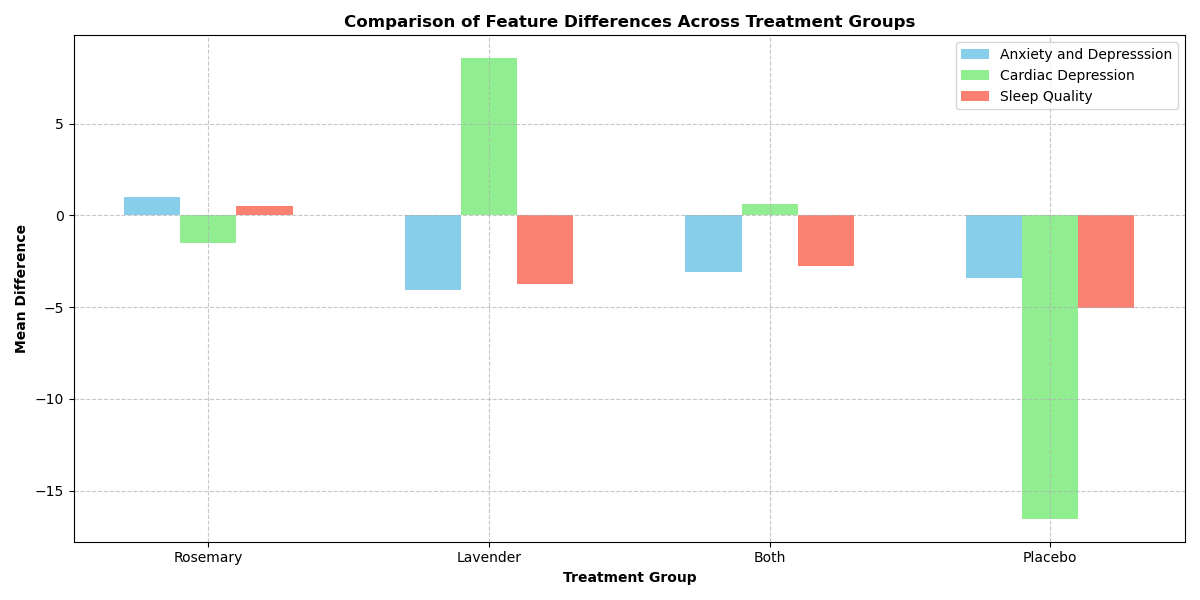 Comparison of Feature Differences Across Treatment Groups
Anxiety and Depresssion
Cardiac Depression
Sleep Quality
Mean Difference
5
0
−5
−10
−15
Rosemary
Lavender
Both
Placebo
Treatment Group